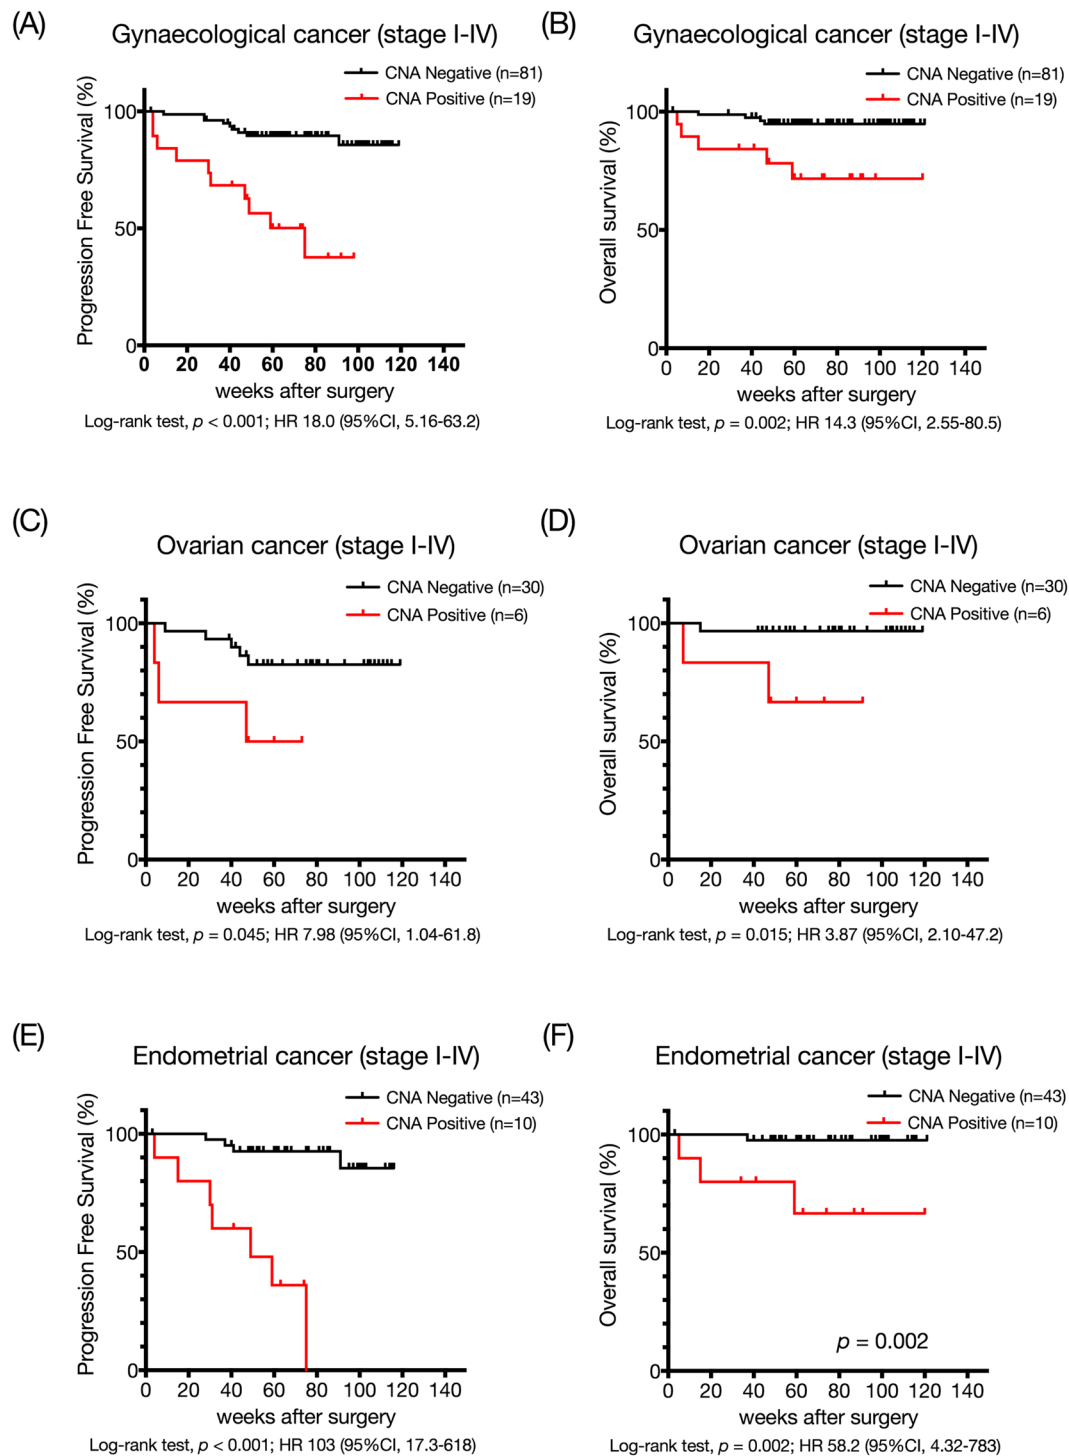 (A)
Gynaecological cancer (stage I-IV)
CNA Negative (n=81)
CNA Positive (n=19)
Progression Free Survival (%)
100
50
0
0 20 40 60 80 100 120 140
weeks after surgery
Log-rank test, p < 0.001; HR 18.0 (95%CI, 5.16-63.2)
(B)
Gynaecological cancer (stage I-IV)
CNA Negative (n=81)
CNA Positive (n=19)
Overall survival (%)
100
50
0
0 20 40 60 80 100 120 140
weeks after surgery
Log-rank test, p = 0.002; HR 14.3 (95%CI, 2.55-80.5)
(C)
Ovarian cancer (stage I-IV)
CNA Negative (n=30)
CNA Positive (n=6)
Progression Free Survival (%)
100
50
0
0 20 40 60 80 100 120 140
weeks after surgery
Log-rank test, p = 0.045; HR 7.98 (95%CI, 1.04-61.8)
(D)
Ovarian cancer (stage I-IV)
CNA Negative (n=30)
CNA Positive (n=6)
Overall survival (%)
100
50
0
0 20 40 60 80 100 120 140
weeks after surgery
Log-rank test, p = 0.015; HR 3.87 (95%CI, 2.10-47.2)
(E)
Endometrial cancer (stage I-IV)
CNA Negative (n=43)
CNA Positive (n=10)
Progression Free Survival (%)
100
50
0
0 20 40 60 80 100 120 140
weeks after surgery
Log-rank test, p < 0.001; HR 103 (95%CI, 17.3-618)
(F)
Endometrial cancer (stage I-IV)
CNA Negative (n=43)
CNA Positive (n=10)
Overall survival (%)
100
50
0
p = 0.002
0 20 40 60 80 100 120 140
weeks after surgery
Log-rank test, p = 0.002; HR 58.2 (95%CI, 4.32-783)